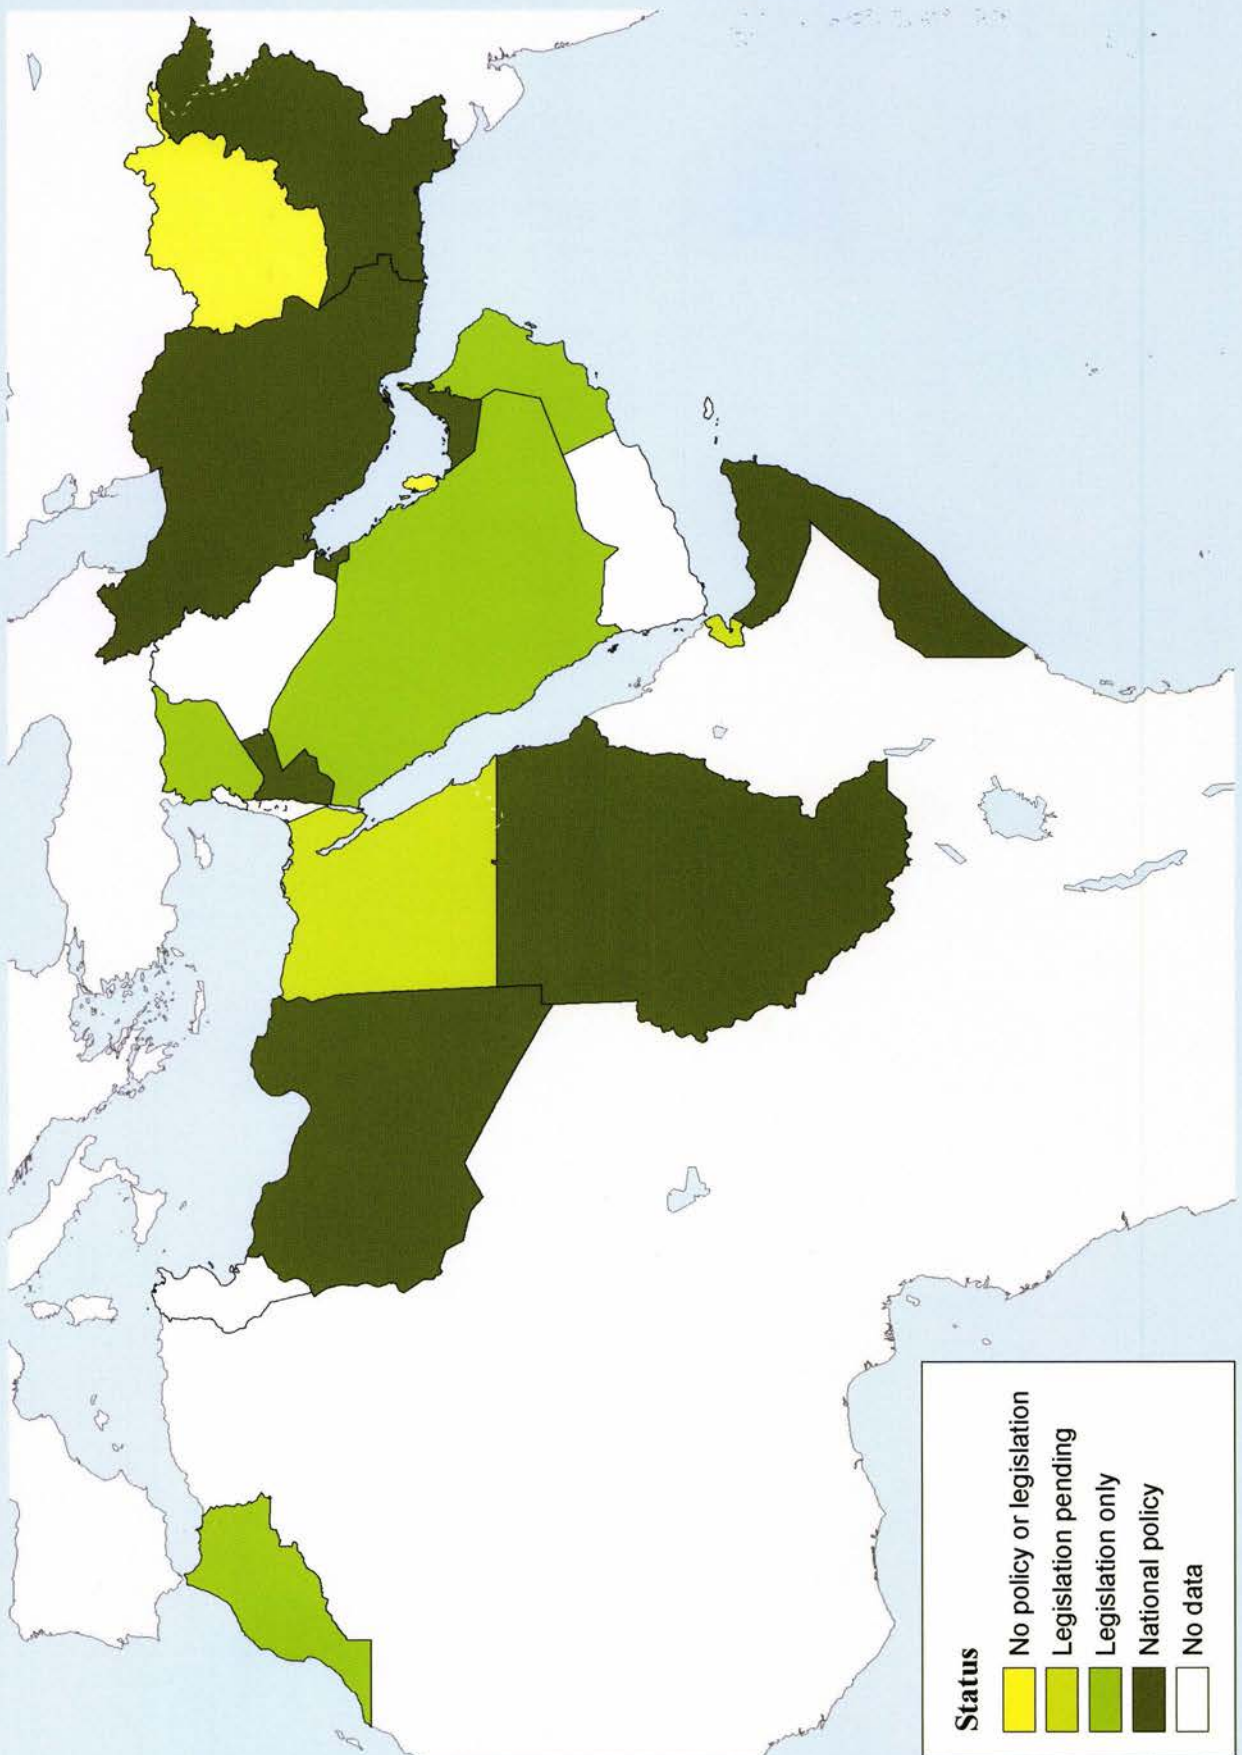 Status
No policy or legislation
Legislation pending
Legislation only
National policy
No data